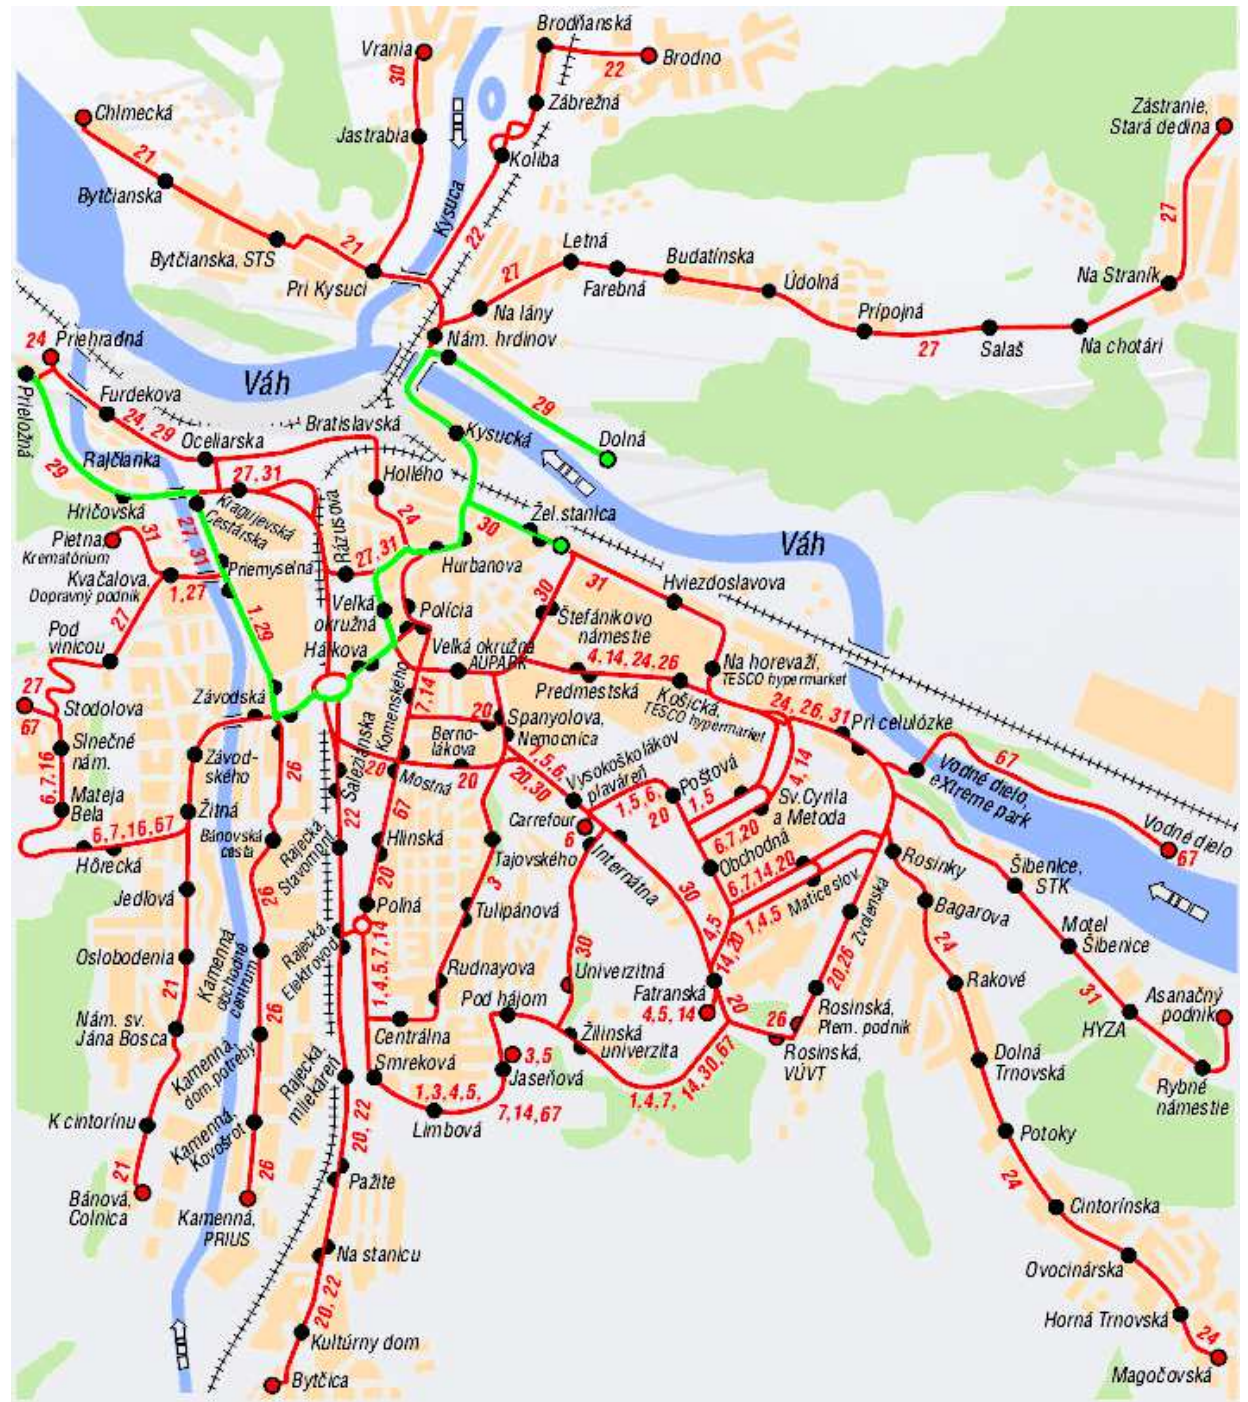 Brodňanská
Vrania
30
22
Brodno
Zábrežná
Chlmecká
Zástranie,
Stará dedina
Jastrabia
Koliba
21
Bytčianska
Kysuca
27
22
Letná
Budatínska
21
Bytčianska, STS
27
Na Straník
Pri Kysuci
Farebná
Údolná
Na lány
Prípojná
Nám. hrdinov
27
Salaš
Na chotári
24
Priehradná
Váh
Prieložná
Furdekova
29
24, 29
Bratislavská
Oceliarska
Kysucká
Dolná
Rajčianka
29
27, 31
Hollého
Hričovská
Kragujevská
Cestárska
Rázusova
24
30
Žel. stanica
Váh
Pietna
Krematórium
31
27, 31
Priemyselná
27, 31
Hurbanova
Kvačalova,
Dopravný podnik
1,27
31
Hviezdoslavova
27
1, 29
Veľká
okružná
Polícia
30
Štefánikovo
námestie
Pod
vinicou
Hálkova
Veľká okružná
AUPARK
4,14, 24,26
Na horevaží,
TESCO hypermarket
27
67
Stodolova
Závodská
Komenského
7,14
Predmestská
Košická,
TESCO hypermarket
24, 26, 31
Pri celulózke
Slnečné
nám.
6,7,16
Závod-
ského
26
Saleziánska
20
Berno-
lákova
20
Spanyolova,
Nemocnica
Mostná
20
1,5,6,
20,30
Vysokoškolákov
plaváreň
Poštová
4,14
67
Vodné dielo,
eXtreme park
Mateja
Bela
Žitná
22
67
1,5,6,
20
1,5
Sv. Cyrila
a Metoda
6, 7, 16, 67
Bánovská
cesta
Rajecká,
Stavomont
Hlinská
Carrefour
6
6,7,20
Vodné dielo
67
Hôrecká
Tajovského
Internátna
Obchodná
Rosinky
Šibenice,
STK
Jedlová
26
20
3
6,7,14,20
Poľná
Tulipánová
30
1,4,5
Matice slov.
Bagarova
Zvolenská
Motel
Šibenice
Oslobodenia
Kamenná
obchodné
centrum
Rajecká,
Elektrovod
4,5
14,20
24
21
1, 4,5,7,14
Rudnayova
30
Univerzitná
20,26
Rakové
31
Asanačný
podnik
Nám. sv.
Jána Bosca
26
Pod hájom
Fatranská
4,5, 14
20
26
Rosinská,
Plem. podnik
HYZA
Centrálna
Žilinská
univerzita
Rosinská,
VÚVT
Kamenná,
dom.potreby
Rajecká,
mliekáreň
Smreková
3,5
Jaseňová
Dolná
Trnovská
Rybné
námestie
1,3,4,5,
7,14,67
1,4,7,
14,30,67
Limbová
K cintorínu
Kamenná,
Kovošrot
20, 22
Potoky
21
26
Pažite
24
Bánová,
Colnica
Kamenná,
PRIUS
Cintorínska
Na stanicu
Ovocinárska
20, 22
Horná Trnovská
Kultúrny dom
24
Bytčica
Magočovská